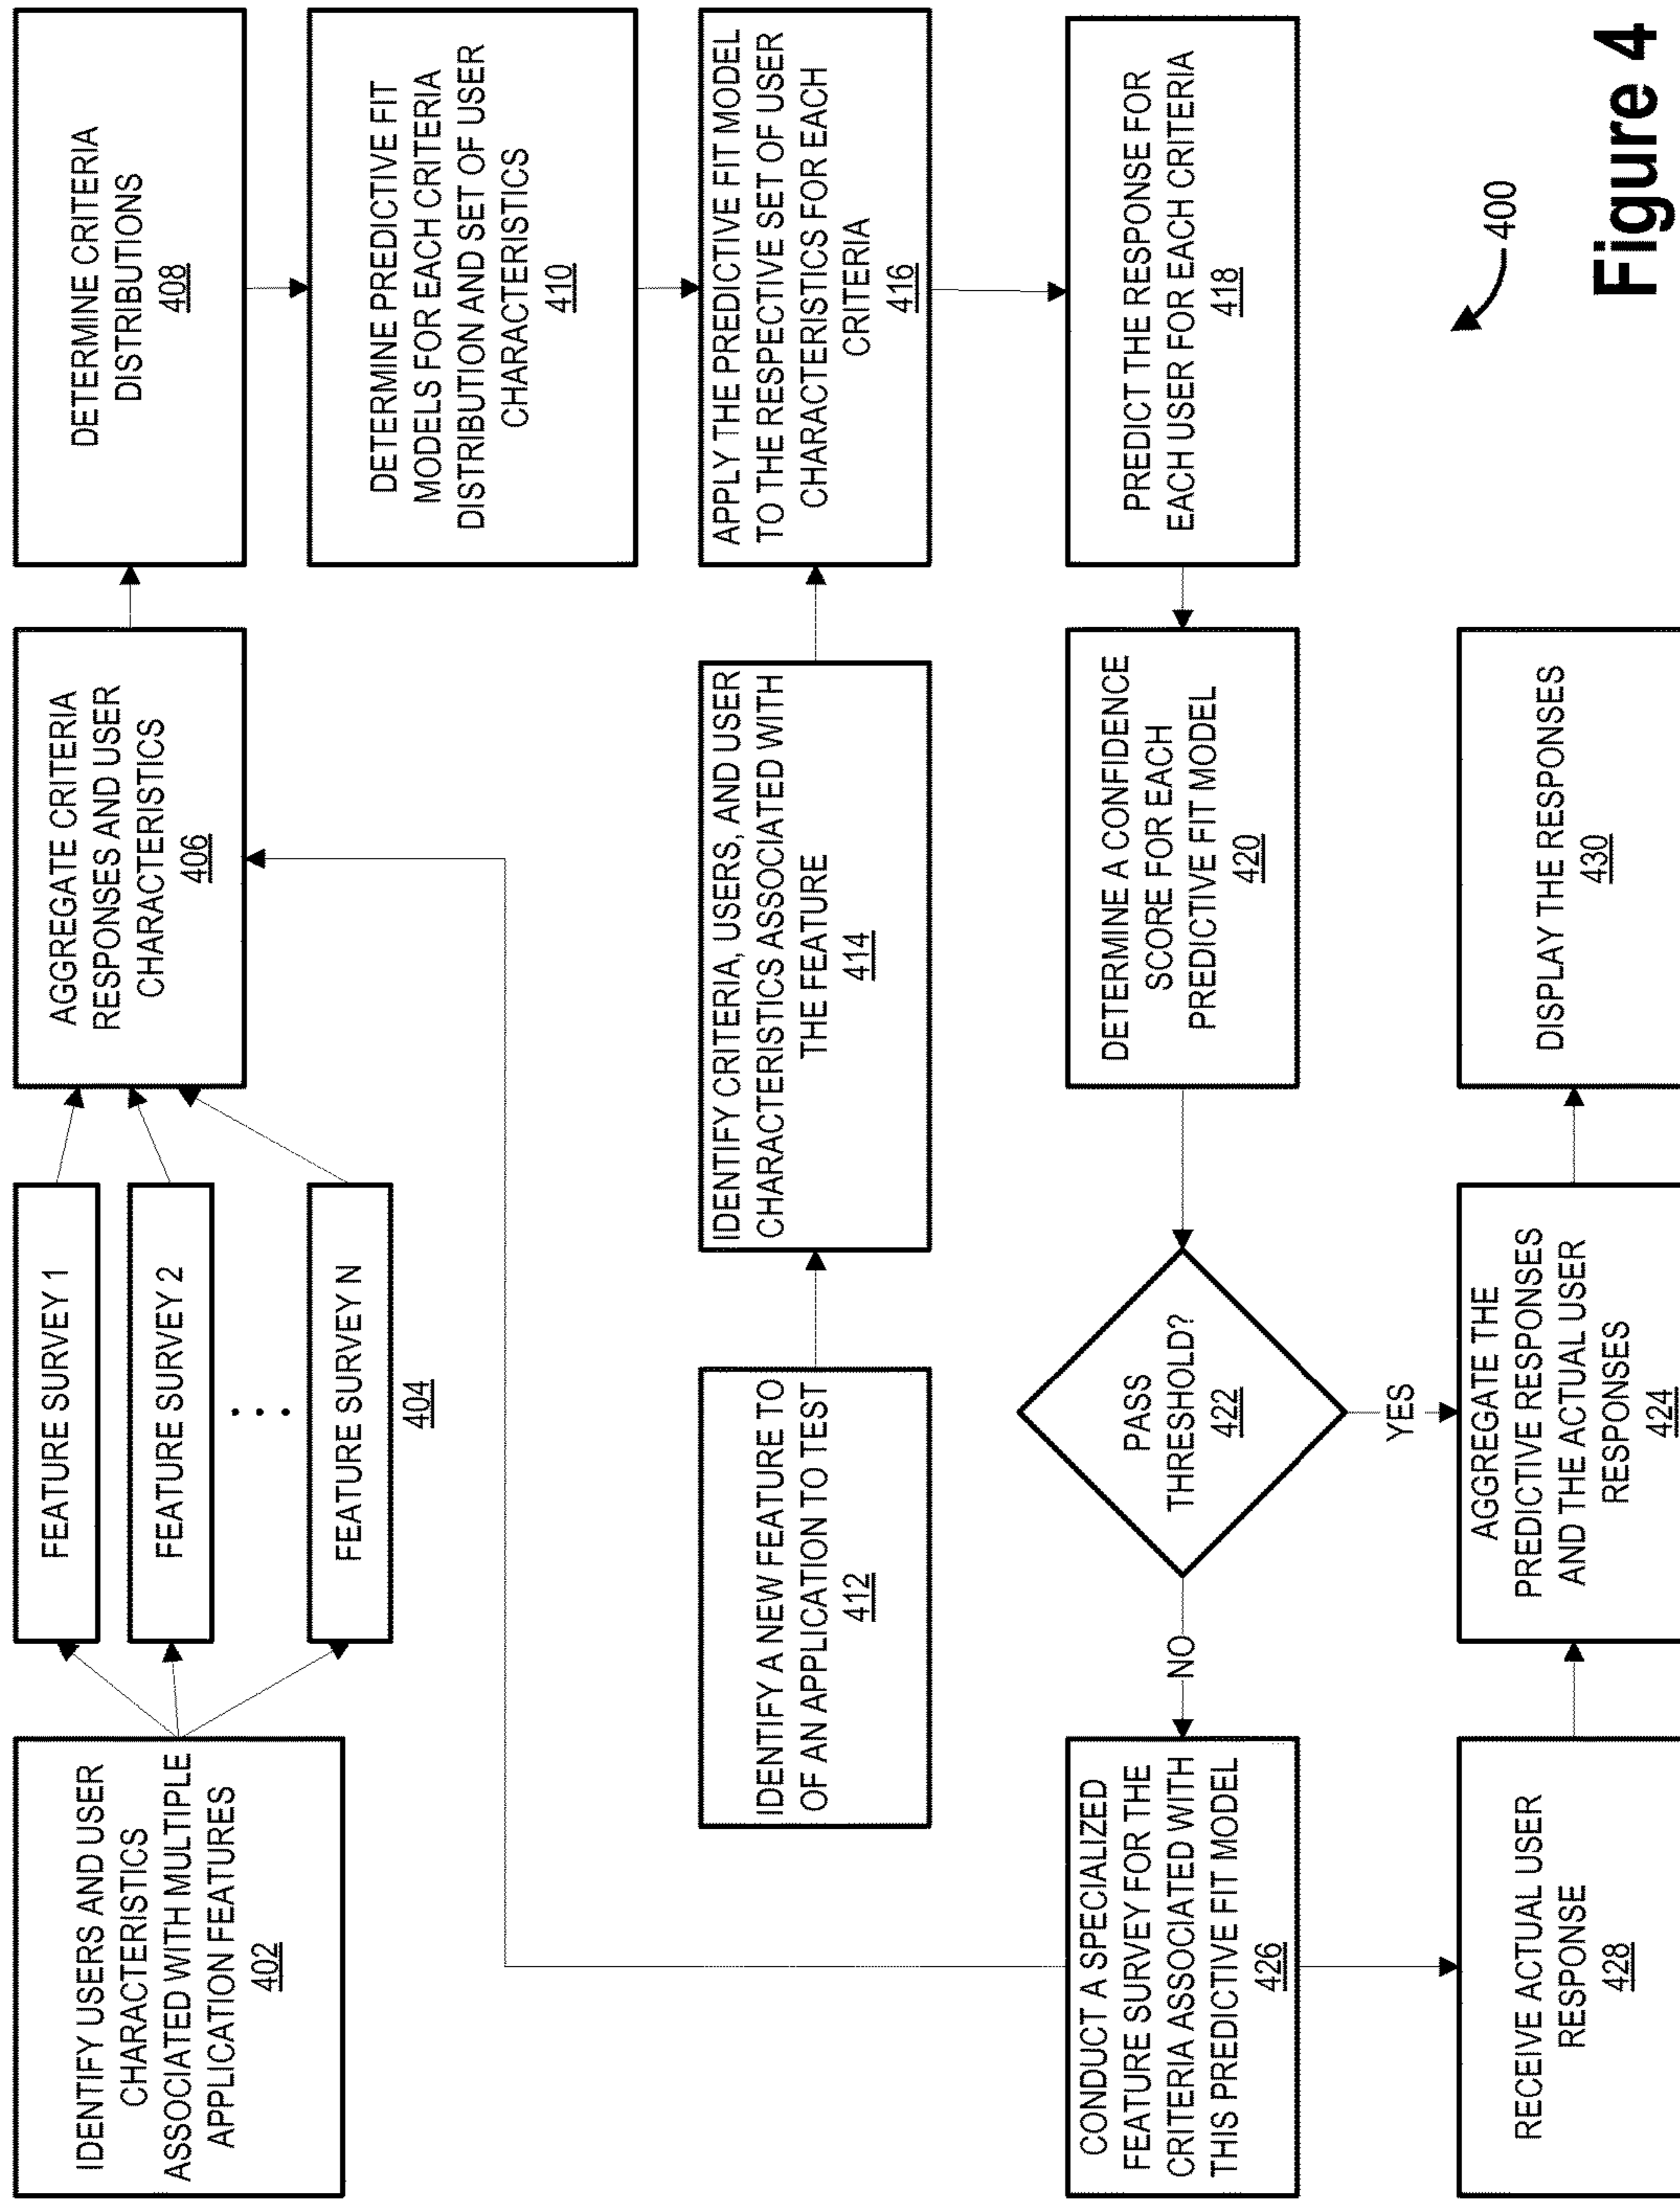 IDENTIFY USERS AND USER
CHARACTERISTICS
ASSOCIATED WITH MULTIPLE
APPLICATION FEATURES
402
FEATURE SURVEY 1
FEATURE SURVEY 2
• • •
FEATURE SURVEY N
404
AGGREGATE CRITERIA
RESPONSES AND USER
CHARACTERISTICS
406
DETERMINE CRITERIA
DISTRIBUTIONS
408
DETERMINE PREDICTIVE FIT
MODELS FOR EACH CRITERIA
DISTRIBUTION AND SET OF USER
CHARACTERISTICS
410
IDENTIFY A NEW FEATURE TO
OF AN APPLICATION TO TEST
412
IDENTIFY CRITERIA, USERS, AND USER
CHARACTERISTICS ASSOCIATED WITH
THE FEATURE
414
APPLY THE PREDICTIVE FIT MODEL
TO THE RESPECTIVE SET OF USER
CHARACTERISTICS FOR EACH
CRITERIA
416
PREDICT THE RESPONSE FOR
EACH USER FOR EACH CRITERIA
418
DETERMINE A CONFIDENCE
SCORE FOR EACH
PREDICTIVE FIT MODEL
420
PASS
THRESHOLD?
422
NO
YES
CONDUCT A SPECIALIZED
FEATURE SURVEY FOR THE
CRITERIA ASSOCIATED WITH
THIS PREDICTIVE FIT MODEL
426
RECEIVE ACTUAL USER
RESPONSE
428
AGGREGATE THE
PREDICTIVE RESPONSES
AND THE ACTUAL USER
RESPONSES
424
DISPLAY THE RESPONSES
430
400
Figure 4